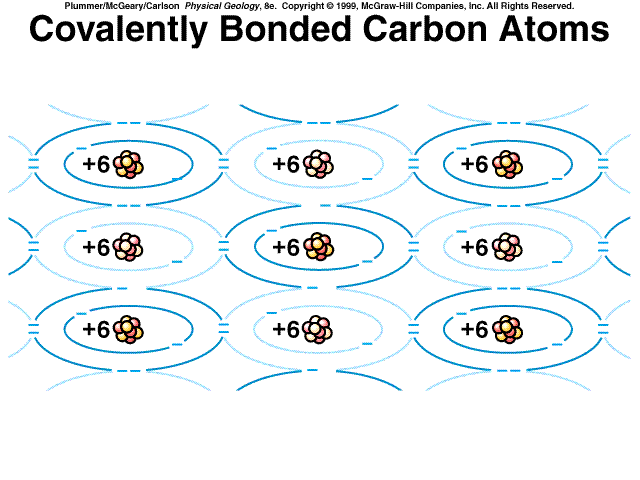 Plummer/McGeary/Carlson Physical Geology, 8e. Copyright © 1999, McGraw-Hill Companies, Inc. All Rights Reserved.
Covalently Bonded Carbon Atoms
+6 +6 +6
+6 +6 +6
+6 +6 +6